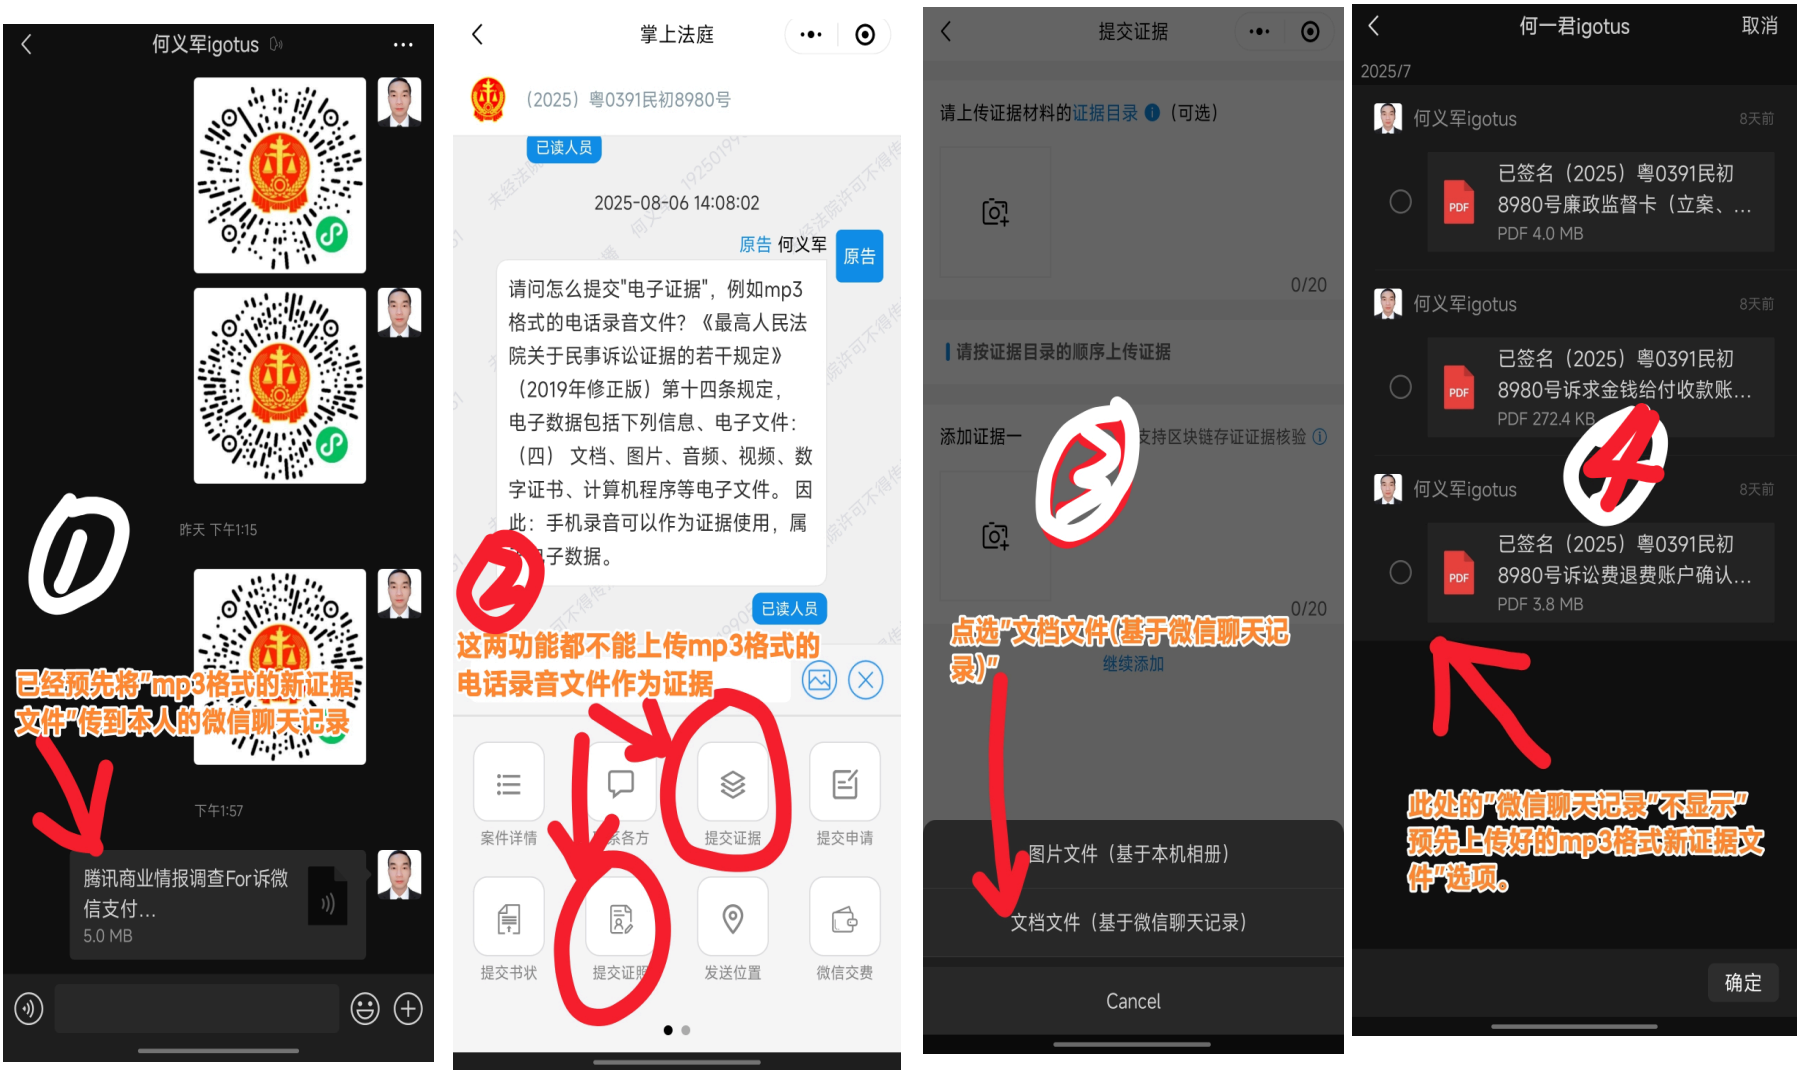 何义军igotus
昨天 下午1:15
1
已经预先将"mp3格式的新证据
文件"传到本人的微信聊天记录
下午1:57
腾讯商业情报调查For诉微
信支付...
5.0 MB
掌上法庭
（2025）粤0391民初8980号
已读人员
2025-08-06 14:08:02
原告 何义军
原告
请问怎么提交"电子证据"，例如mp3
格式的电话录音文件？《最高人民法
院关于民事诉讼证据的若干规定》
（2019年修正版）第十四条规定，
电子数据包括下列信息、电子文件：
（四） 文档、图片、音频、视频、数
字证书、计算机程序等电子文件。 因
此：手机录音可以作为证据使用，属
子数据。
2
已读人员
这两功能都不能上传mp3格式的
电话录音文件作为证据
案件详情
系各方
提交证据
提交申请
提交书状
提交证照
发送位置
微信交费
提交证据
请上传证据材料的证据目录（可选）
0/20
请按证据目录的顺序上传证据
3
添加证据一
支持区块链存证证据核验
0/20
点选"文档文件(基于微信聊天记
录)"
继续添加
图片文件（基于本机相册）
文档文件（基于微信聊天记录）
Cancel
何一君igotus
取消
2025/7
何义军igotus
8天前
已签名（2025）粤0391民初
8980号廉政监督卡（立案、...
PDF
PDF 4.0 MB
何义军igotus
8天前
已签名（2025）粤0391民初
8980号诉求金钱给付收款账...
PDF
PDF 272.4 KB
4
何义军igotus
8天前
已签名（2025）粤0391民初
8980号诉讼费退费账户确认...
PDF
PDF 3.8 MB
此处的"微信聊天记录"不显示"
预先上传好的mp3格式新证据文
件"选项。
确定